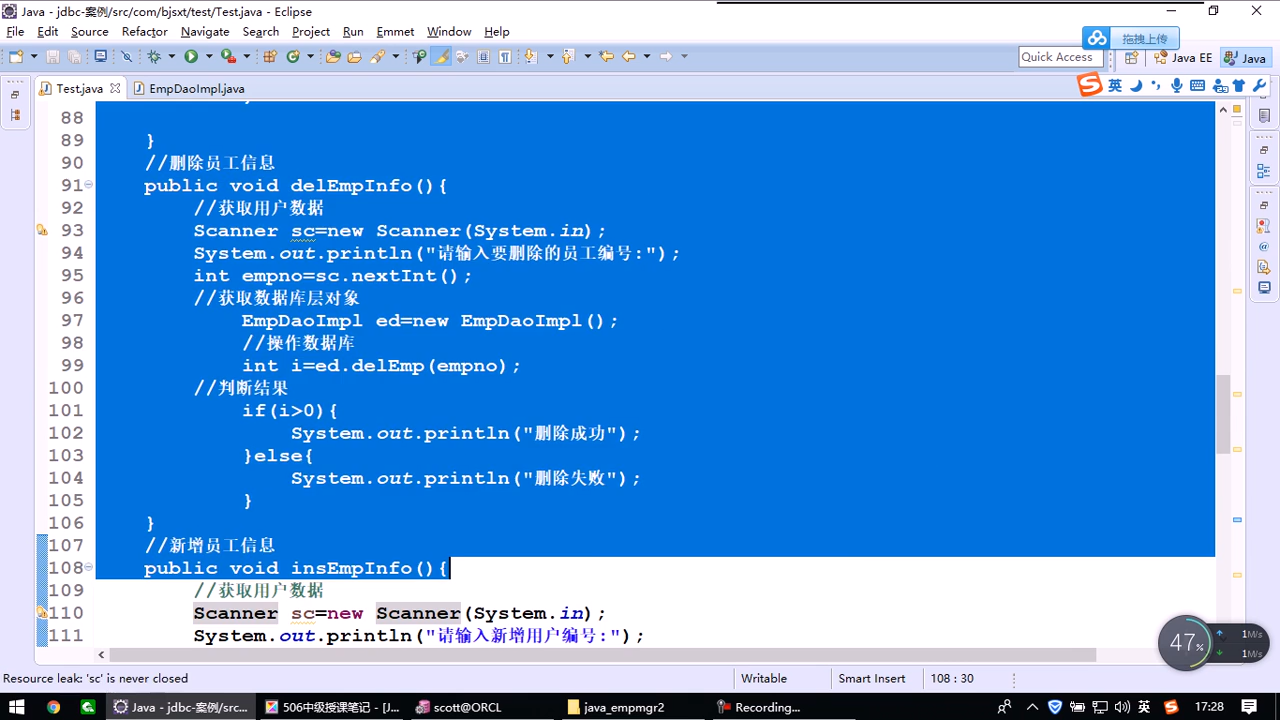 Java - jdbc-案例/src/com/bjsxt/test/Test.java - Eclipse
File Edit Source Refactor Navigate Search Project Run Emmet Window Help
拖拽上传
Quick Access
Java EE
Java
Test.java
EmpDaoImpl.java
英
88
89 }
90 //删除员工信息
91 public void delEmpInfo(){
92 //获取用户数据
93 Scanner sc=new Scanner(System.in);
94 System.out.println("请输入要删除的员工编号:");
95 int empno=sc.nextInt();
96 //获取数据库层对象
97 EmpDaoImpl ed=new EmpDaoImpl();
98 //操作数据库
99 int i=ed.delEmp(empno);
100 //判断结果
101 if(i>0){
102 System.out.println("删除成功");
103 }else{
104 System.out.println("删除失败");
105 }
106 }
107 //新增员工信息
108 public void insEmpInfo(){
109 //获取用户数据
110 Scanner sc=new Scanner(System.in);
111 System.out.println("请输入新增用户编号:");
47%
1M/s
1M/s
Resource leak: 'sc' is never closed
Writable
Smart Insert
108 : 30
Java - jdbc-案例/src...
506中级授课笔记 - [J...
scott@ORCL
java_empmgr2
Recording...
英
17:28